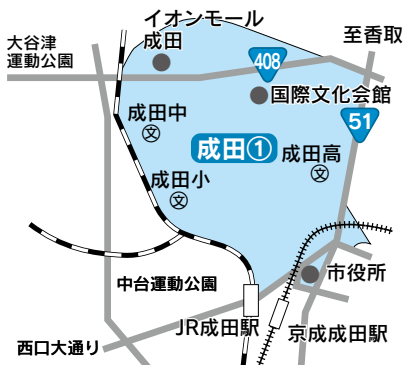 イオンモール
成田
大谷津
運動公園
至香取
408
国際文化会館
51
成田中
文
成田①
成田高
文
成田小
文
中台運動公園
市役所
JR成田駅
京成成田駅
西口大通り